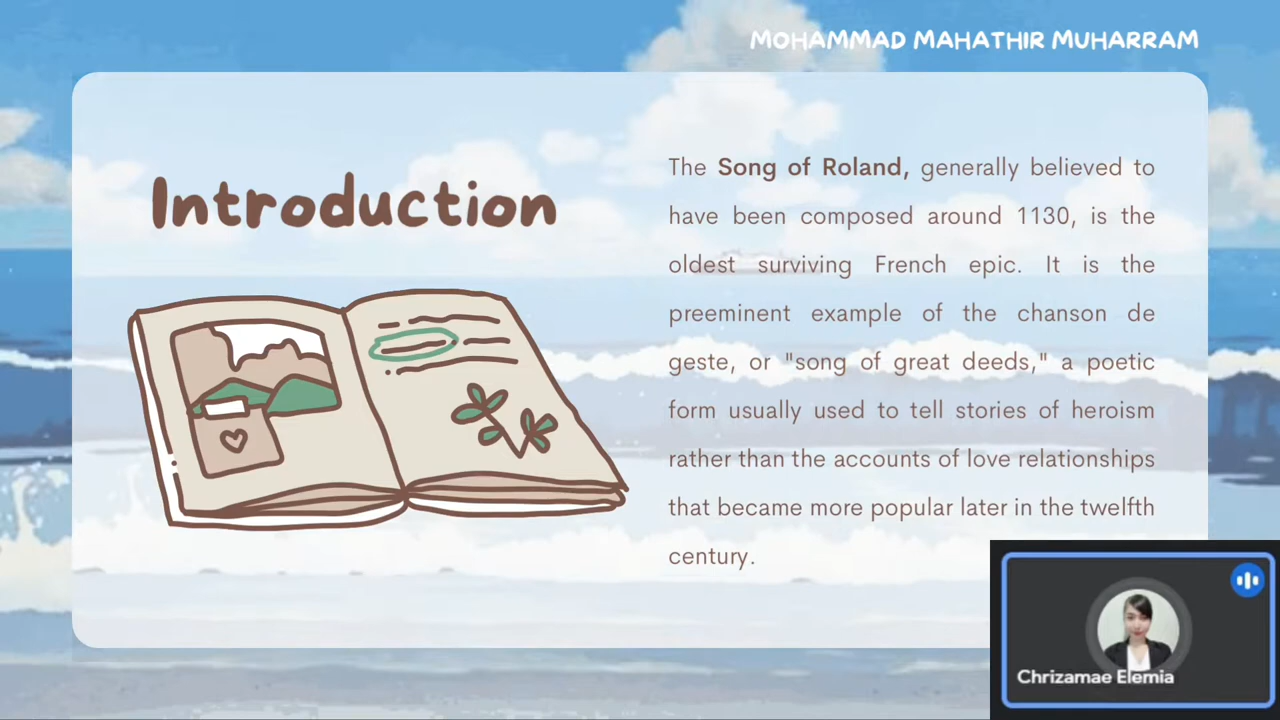 MOHAMMAD MAHATHIR MUHARRAM
Introduction
The Song of Roland, generally believed to
have been composed around 1130, is the
oldest surviving French epic. It is the
preeminent example of the chanson de
geste, or "song of great deeds," a poetic
form usually used to tell stories of heroism
rather than the accounts of love relationships
that became more popular later in the twelfth
century.
Chrizamae Elemia